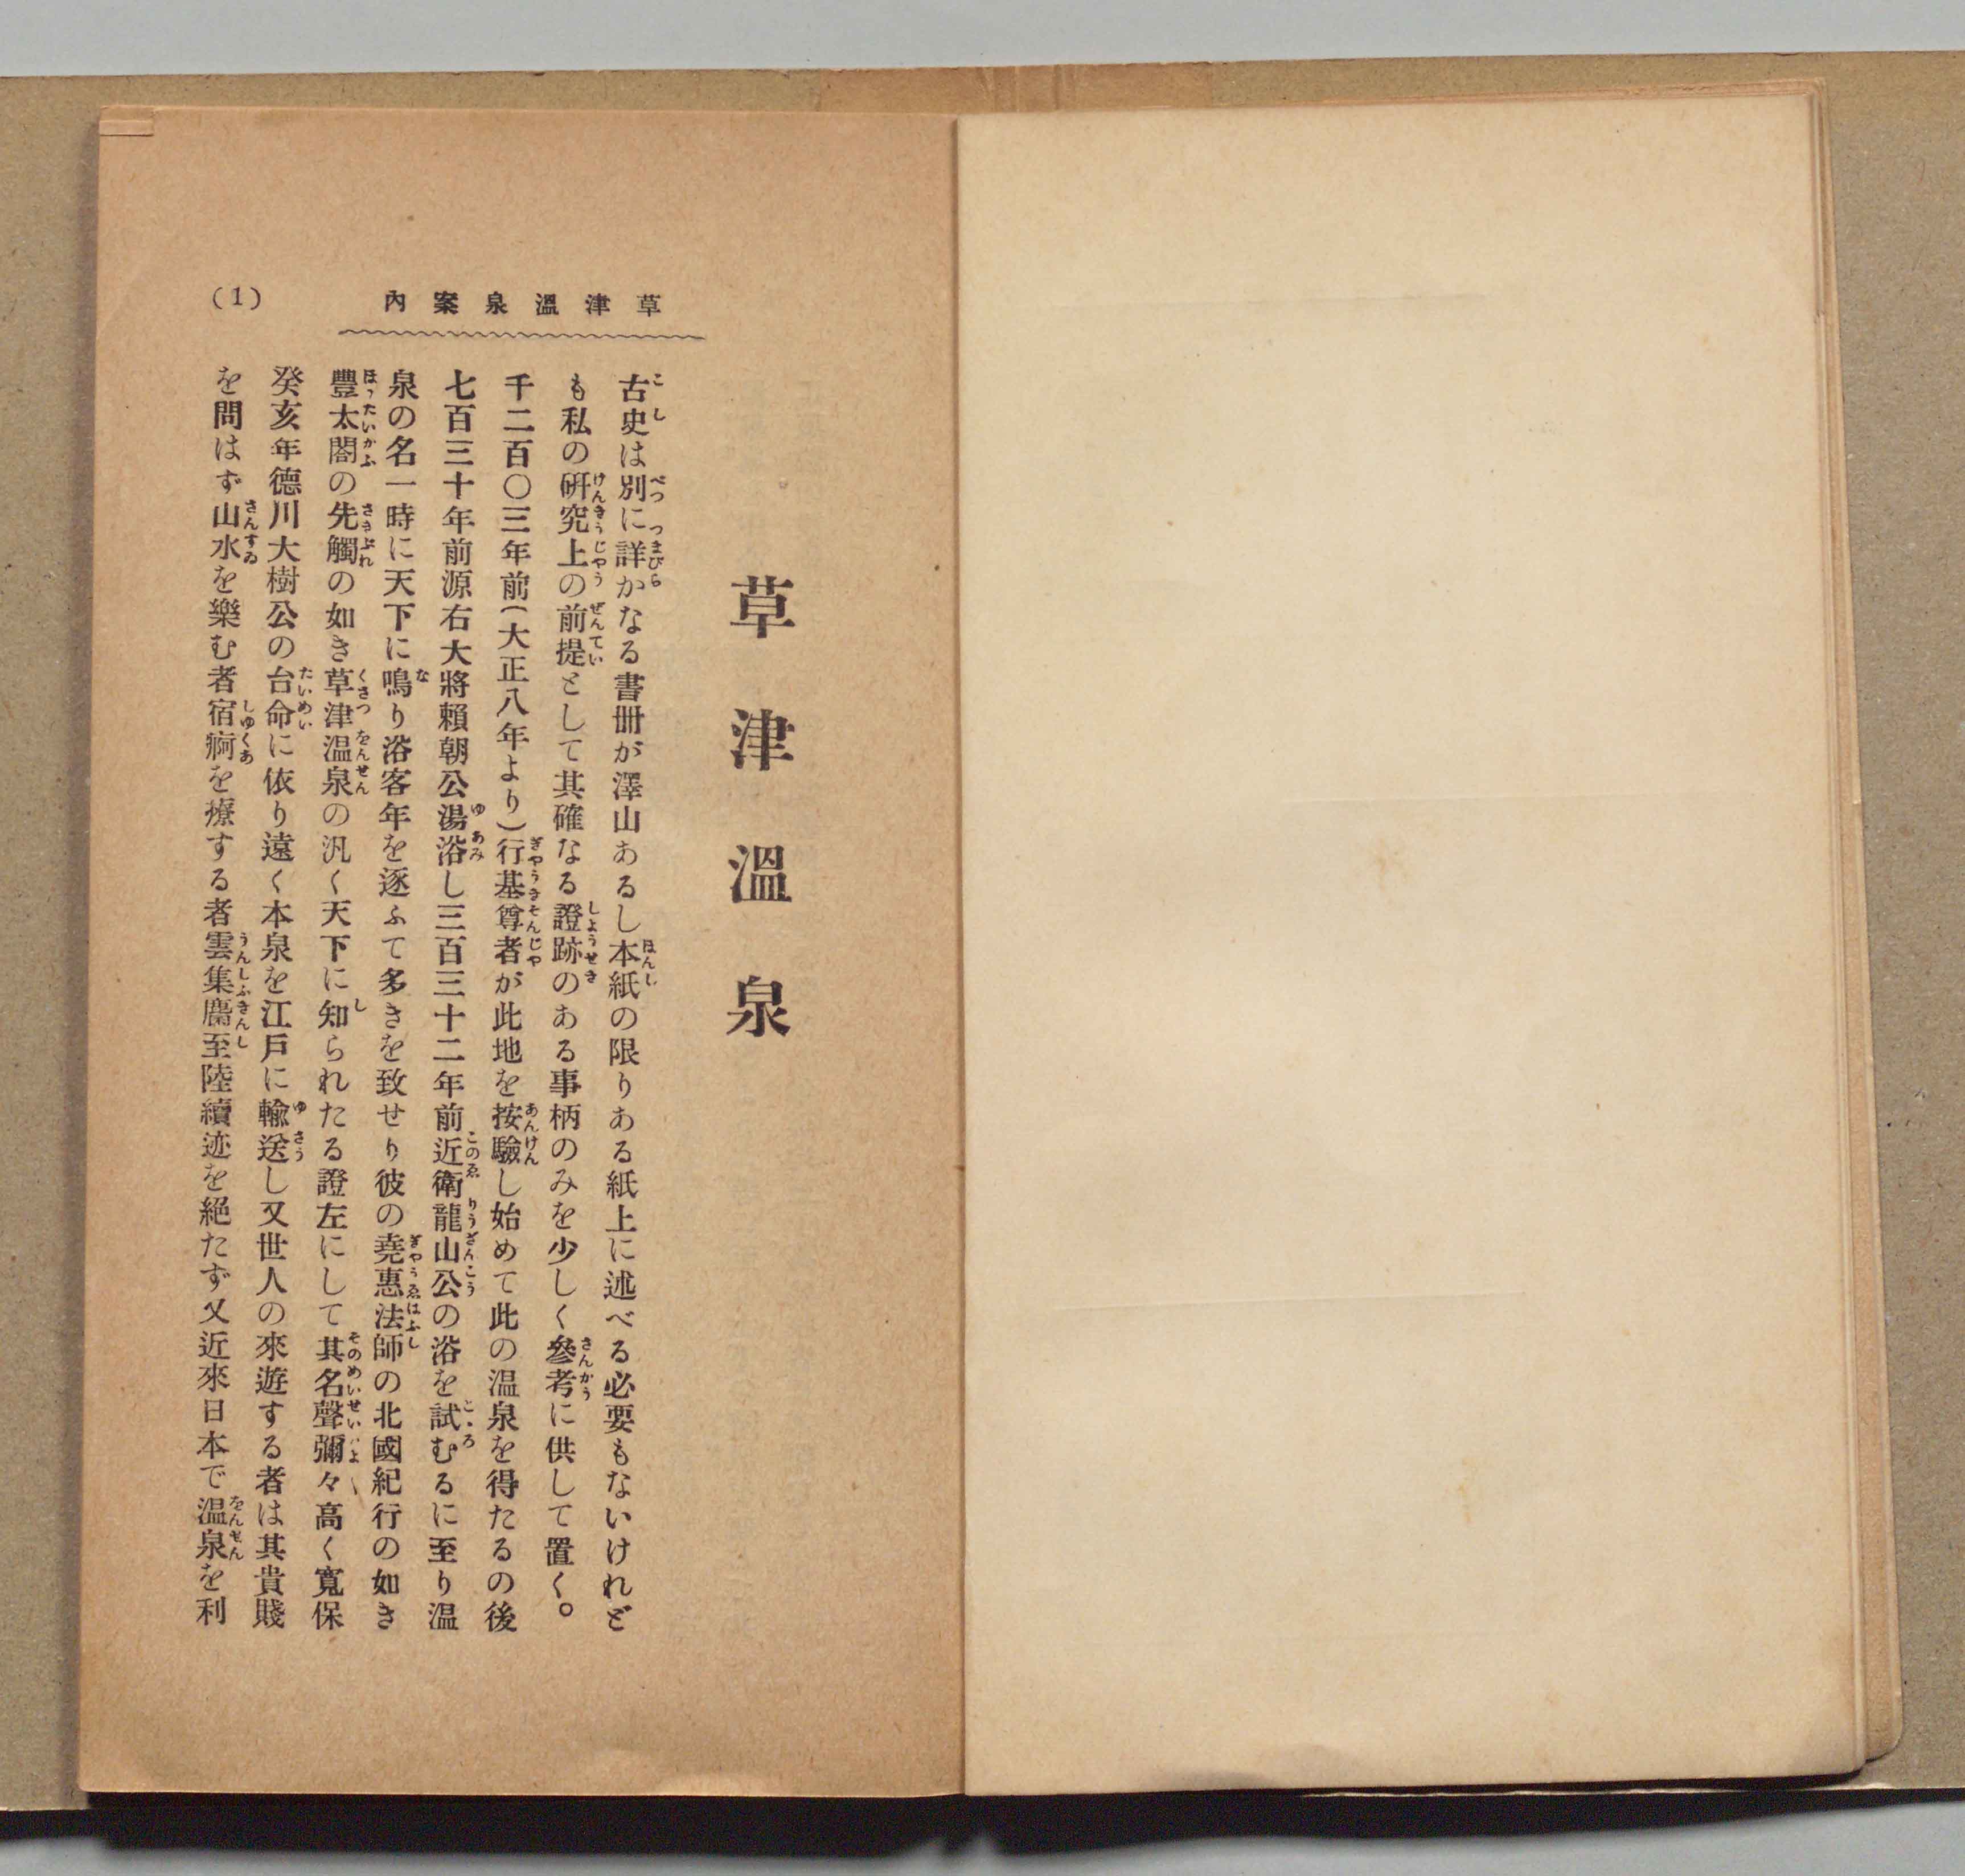 草津溫泉案內
(1)
草津溫泉
古史は別に詳かなる書冊が澤山あるし本紙の限りある紙上に述べる必要もないけれど
も私の硏究上の前提として其確なる證跡のある事柄のみを少しく參考に供して置く。
千二百〇三年前(大正八年より)行基尊者が此地を按驗し始めて此の温泉を得たるの後
七百三十年前源右大將賴朝公湯浴し三百三十二年前近衛龍山公の浴を試むるに至り温
泉の名一時に天下に鳴り浴客年を逐ふて多きを致せり彼の堯惠法師の北國紀行の如き
豐太閤の先觸の如き草津温泉の汎く天下に知られたる證左にして其名聲彌々高く寬保
癸亥年德川大樹公の台命に依り遠く本泉を江戶に輸送し又世人の來遊する者は其貴賤
を問はず山水を樂む者宿痾を療する者雲集麕至陸續迹を絕たず又近來日本で温泉を利